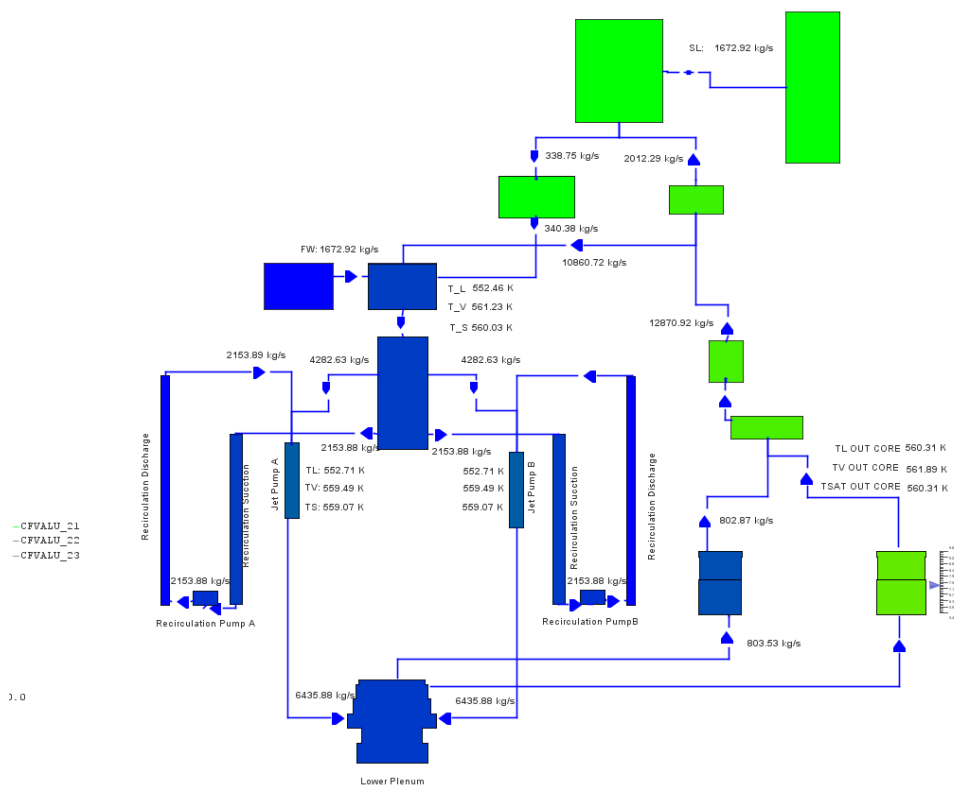 SL: 1672.92 kg/s
338.75 kg/s
2012.29 kg/s
340.38 kg/s
FW: 1672.92 kg/s
10860.72 kg/s
T_L 552.46 K
T_V 561.23 K
T_S 560.03 K
12870.92 kg/s
2153.89 kg/s
4282.63 kg/s
4282.63 kg/s
2153.88 kg/s
2153.88 kg/s
Recirculation Discharge
Recirculation Sucction
Jet Pump A
TL: 552.71 K
TV: 559.49 K
TS: 559.07 K
552.71 K
559.49 K
559.07 K
Jet Pump B
Recirculation Sucction
Recirculation Discharge
TL OUT CORE 560.31 K
TV OUT CORE 561.89 K
TSAT OUT CORE 560.31 K
802.87 kg/s
CFVALU_21
CFVALU_22
CFVALU_23
2153.88 kg/s
2153.88 kg/s
Recirculation Pump A
Recirculation PumpB
803.53 kg/s
6435.88 kg/s
6435.88 kg/s
Lower Plenum